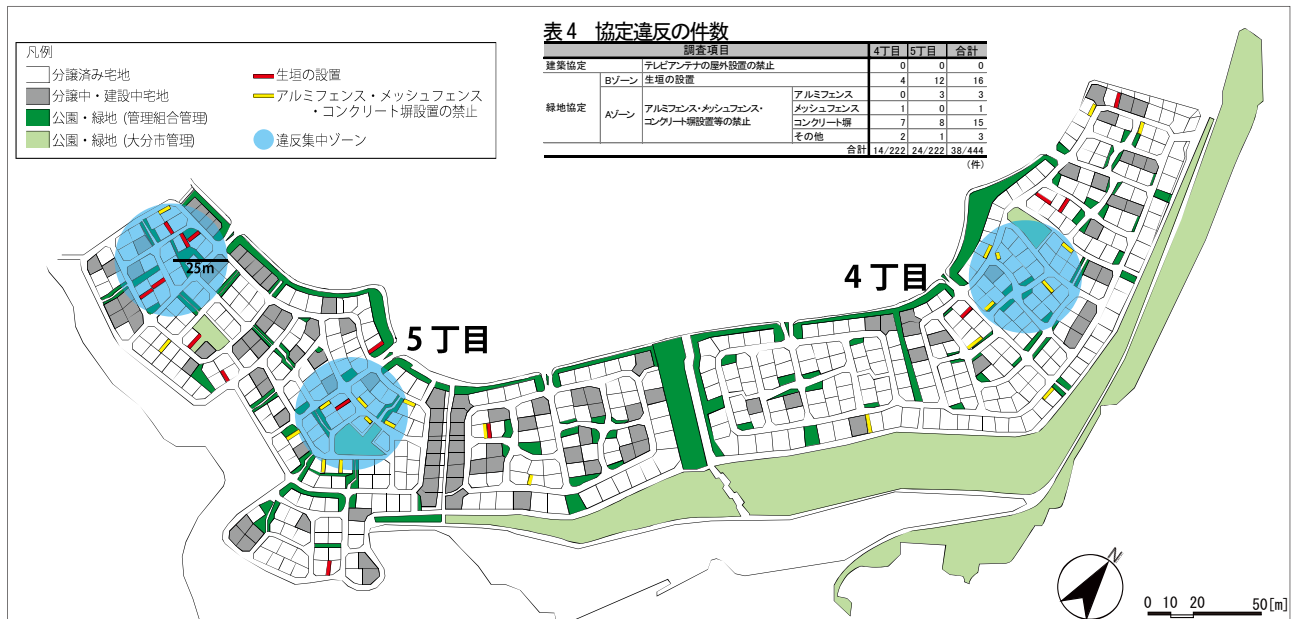 表4 協定違反の件数
調査項目 4丁目 5丁目 合計
建築協定 テレビアンテナの屋外設置の禁止 0 0 0
緑地協定 Bゾーン 生垣の設置 4 12 16
Aゾーン アルミフェンス・メッシュフェンス・コンクリート塀設置等の禁止 アルミフェンス 0 3 3
メッシュフェンス 1 0 1
コンクリート塀 7 8 15
その他 2 1 3
合計 14/222 24/222 38/444
(件)
凡例
分譲済み宅地
分譲中・建設中宅地
公園・緑地（管理組合管理）
公園・緑地（大分市管理）
生垣の設置
アルミフェンス・メッシュフェンス
・コンクリート塀設置の禁止
違反集中ゾーン
25m
5丁目
4丁目
N
0 10 20 50[m]